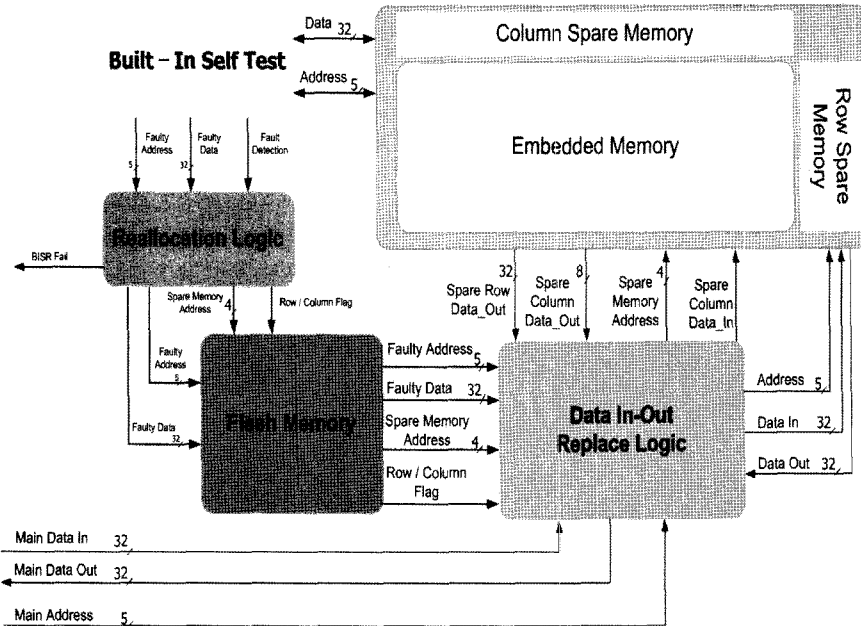 Data 32
Column Spare Memory
Built – In Self Test
Address 5
Row Spare
Memory
Embedded Memory
Faulty
Address
5
Faulty
Data
32
Fault
Detection
Reallocation Logic
BISR Fail
Spare Memory
Address 4
Row / Column Flag
32
Spare Row
Data_Out
8
Spare
Column
Data_Out
4
Spare
Memory
Address
Spare
Column
Data_In
Faulty
Address
5
Faulty Data
32
Flash Memory
Faulty Address
5
Faulty Data 32
Spare Memory
Address 4
Row / Column
Flag
Data In-Out
Replace Logic
Address 5
Data In 32
Data Out 32
Main Data In 32
Main Data Out 32
Main Address 5